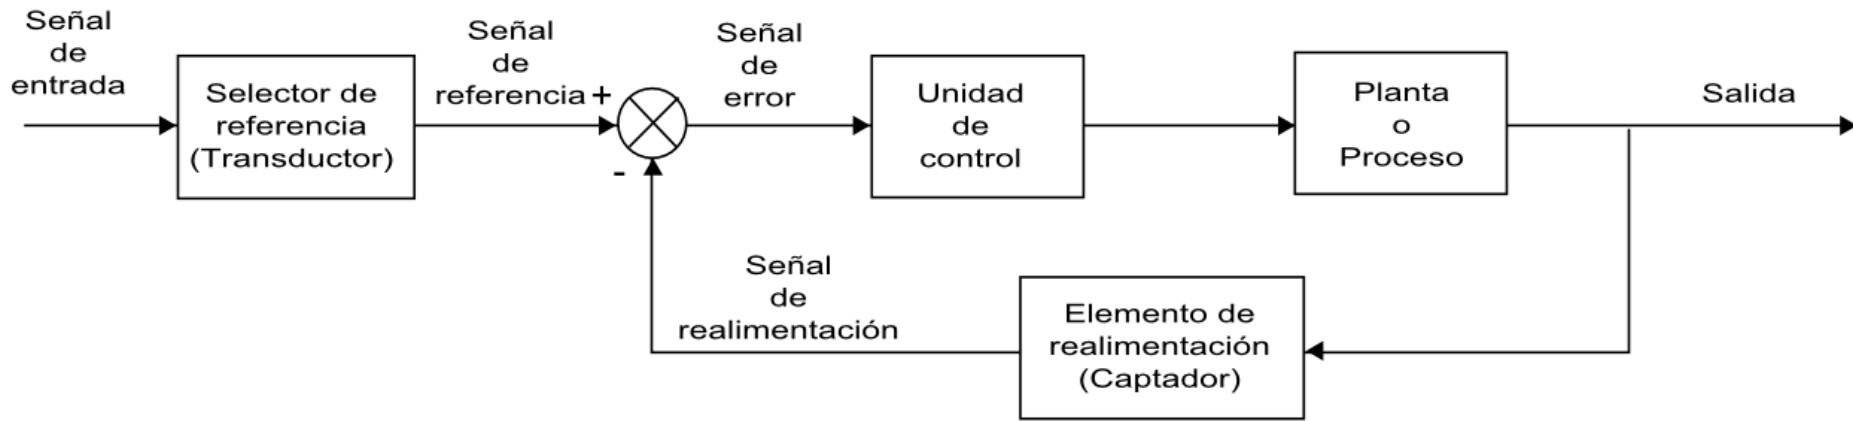 Señal
de
entrada
Selector de
referencia
(Transductor)
Señal
de
referencia
+
-
Señal
de
error
Unidad
de
control
Planta
o
Proceso
Salida
Señal
de
realimentación
Elemento de
realimentación
(Captador)